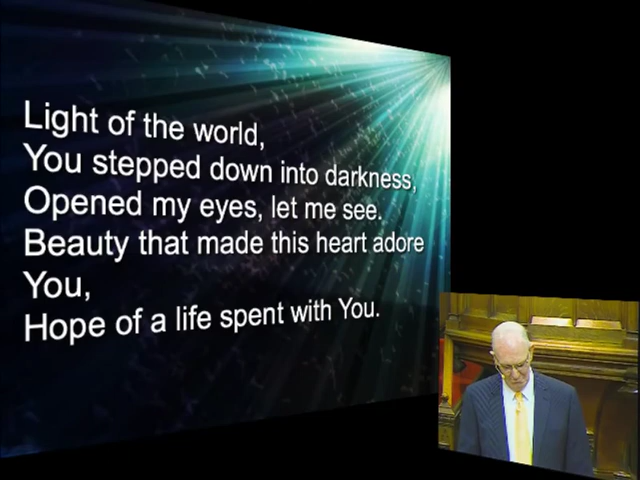 Light of the world,
You stepped down into darkness,
Opened my eyes, let me see.
Beauty that made this heart adore
You,
Hope of a life spent with You.